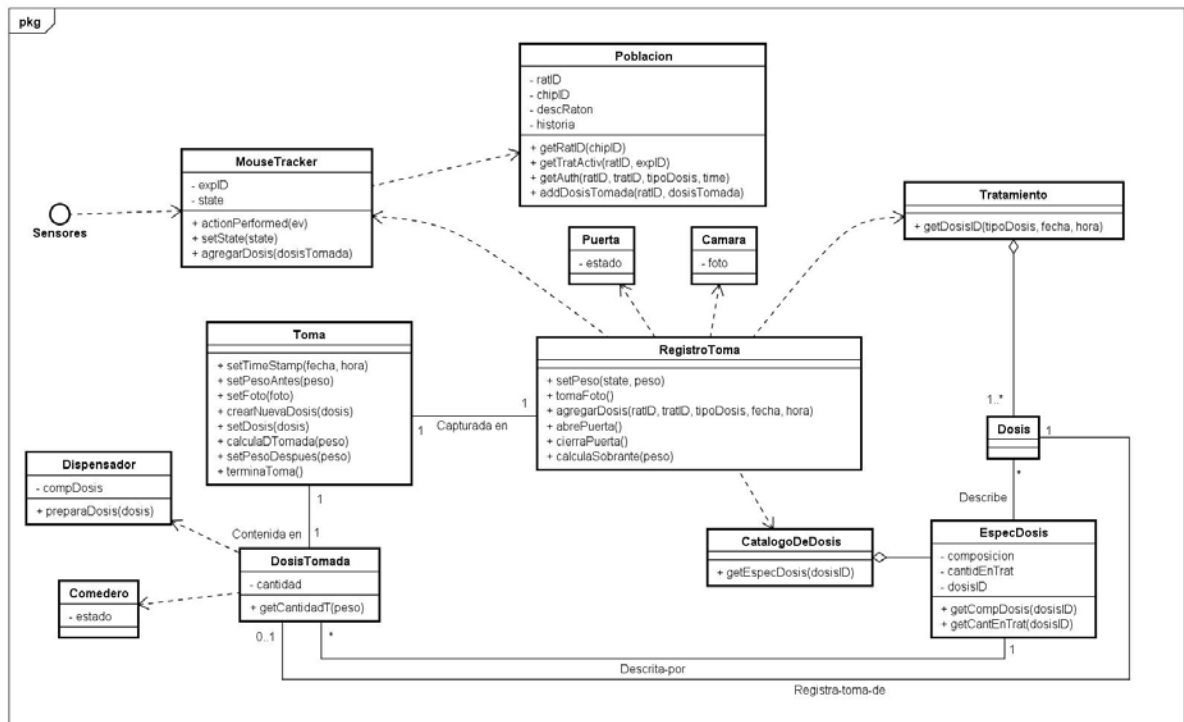 pkg
Poblacion
- ratID
- chipID
- descRaton
- historia
+ getRatID(chipID)
+ getTratActiv(ratID, expID)
+ getAuth(ratID, tratID, tipoDosis, time)
+ addDosisTomada(ratID, dosisTomada)
MouseTracker
- expID
- state
+ actionPerformed(ev)
+ setState(state)
+ agregarDosis(dosisTomada)
Sensores
Tratamiento
+ getDosisID(tipoDosis, fecha, hora)
Puerta
- estado
Camara
- foto
Toma
+ setTimeStamp(fecha, hora)
+ setPesoAntes(peso)
+ setFoto(foto)
+ crearNuevaDosis(dosis)
+ setDosis(dosis)
+ calculaDTomada(peso)
+ setPesoDespues(peso)
+ terminaToma()
1
Capturada en
1
RegistroToma
+ setPeso(state, peso)
+ tomaFoto()
+ agregarDosis(ratID, tratID, tipoDosis, fecha, hora)
+ abrePuerta()
+ cierraPuerta()
+ calculaSobrante(peso)
1..*
Dosis
1
*
Describe
Dispensador
- compDosis
+ preparaDosis(dosis)
1
Contenida en
1
DosisTomada
- cantidad
+ getCantidadT(peso)
Comedero
- estado
CatalogoDeDosis
+ getEspecDosis(dosisID)
EspecDosis
- composicion
- cantidEnTrat
- dosisID
+ getCompDosis(dosisID)
+ getCantEnTrat(dosisID)
0..1
*
1
Descrita-por
Registra-toma-de